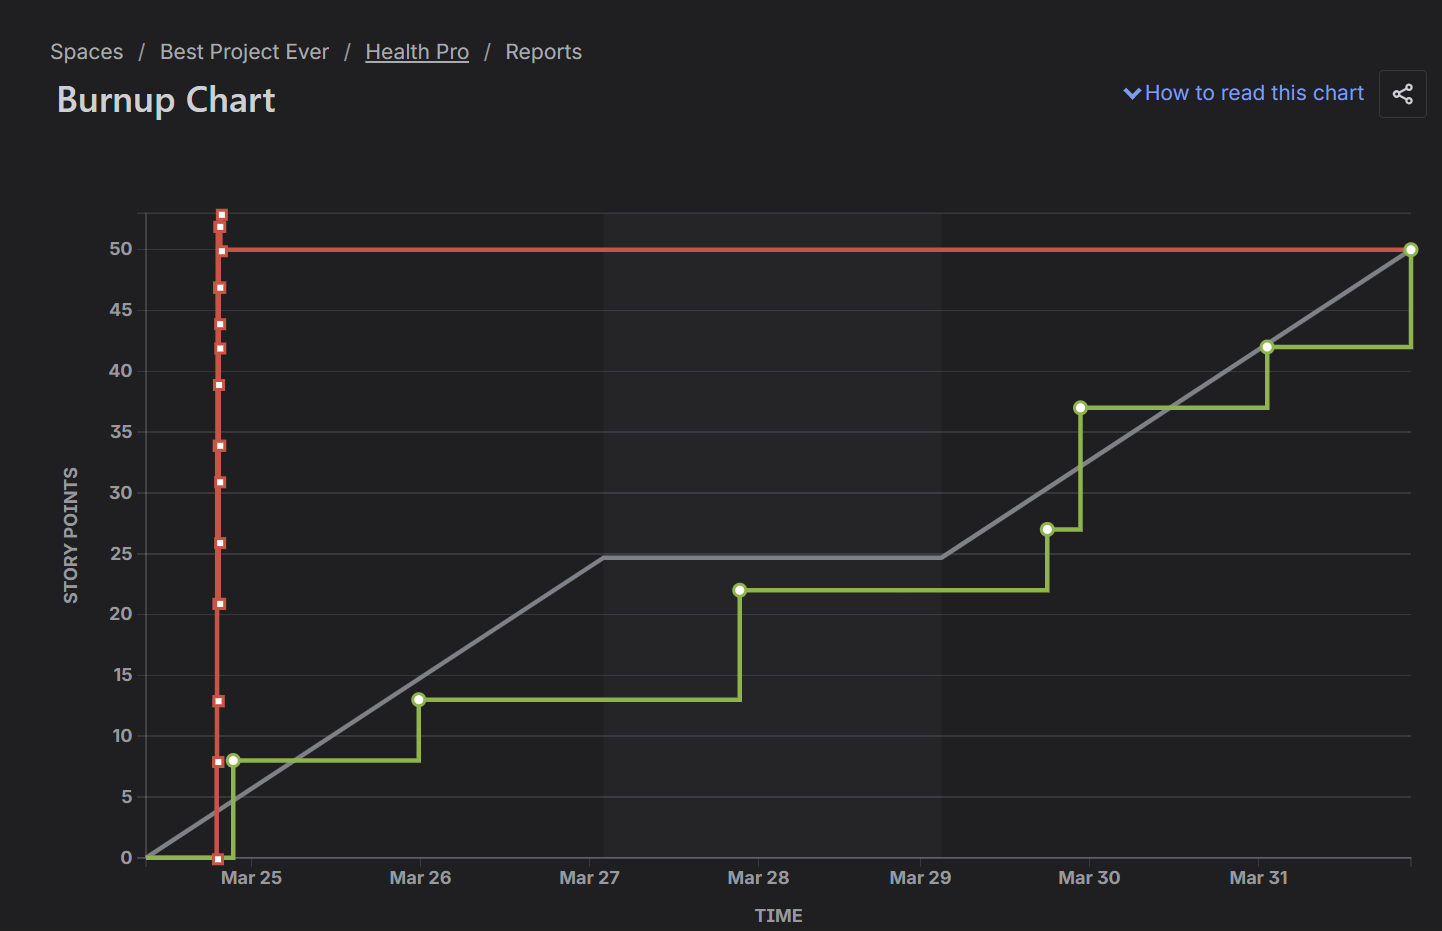 Spaces / Best Project Ever / Health Pro / Reports
Burnup Chart
How to read this chart
50
45
40
35
30
25
20
15
10
5
0
STORY POINTS
Mar 25 Mar 26 Mar 27 Mar 28 Mar 29 Mar 30 Mar 31
TIME